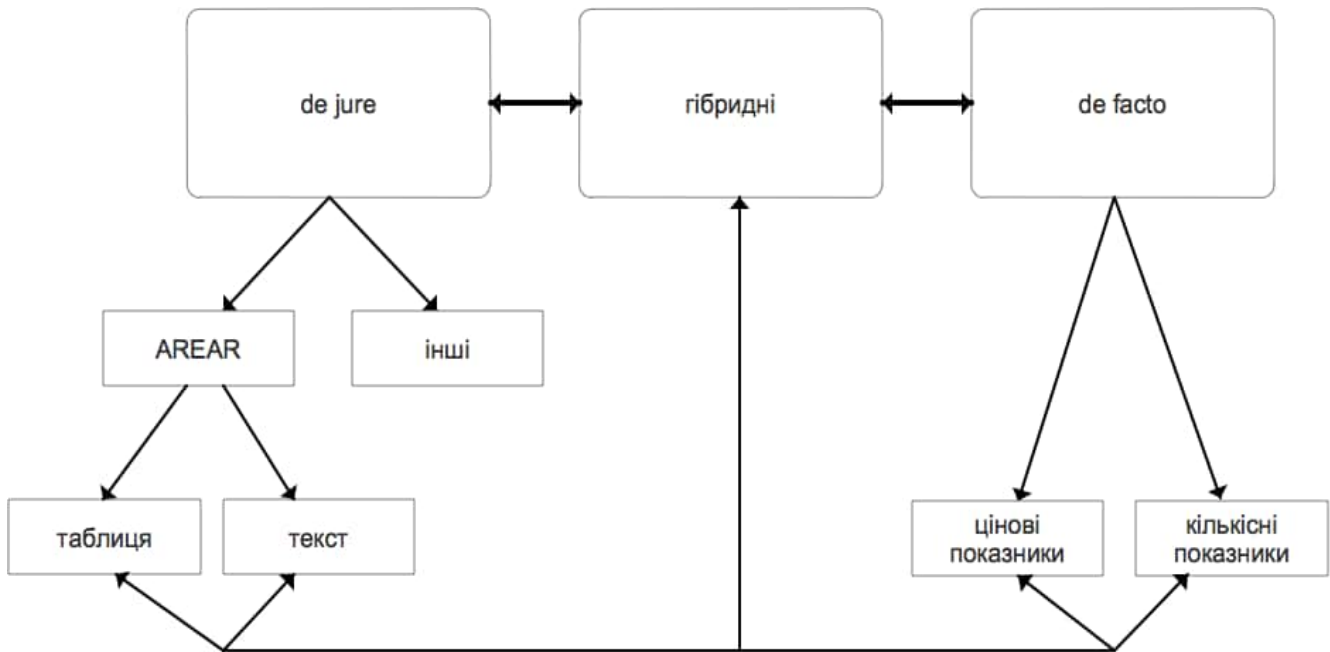 de jure
гібридні
de facto
AREAR
інші
таблиця
текст
цінові
показники
кількісні
показники